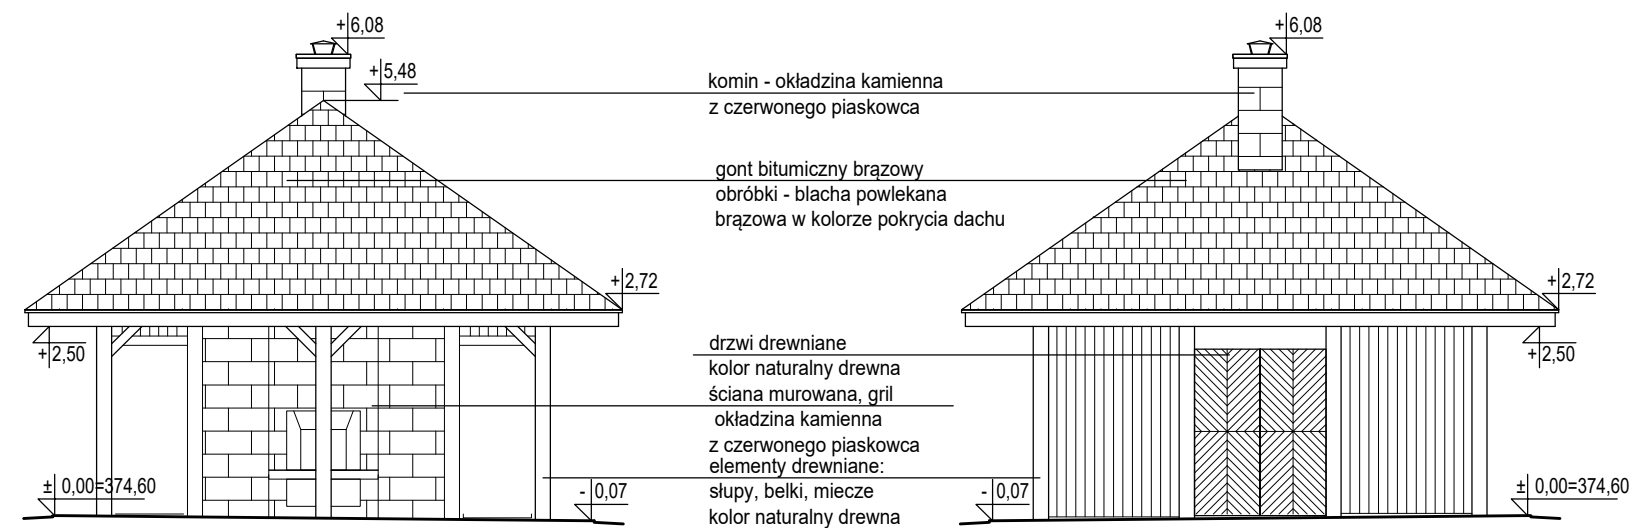 +6,08
+5,48
komin - okładzina kamienna
z czerwonego piaskowca
+6,08
gont bitumiczny brązowy
obróbki - blacha powlekana
brązowa w kolorze pokrycia dachu
+2,72
+2,50
+2,72
+2,50
drzwi drewniane
kolor naturalny drewna
ściana murowana, gril
okładzina kamienna
z czerwonego piaskowca
elementy drewniane:
słupy, belki, miecze
kolor naturalny drewna
± 0,00=374,60
- 0,07
- 0,07
± 0,00=374,60